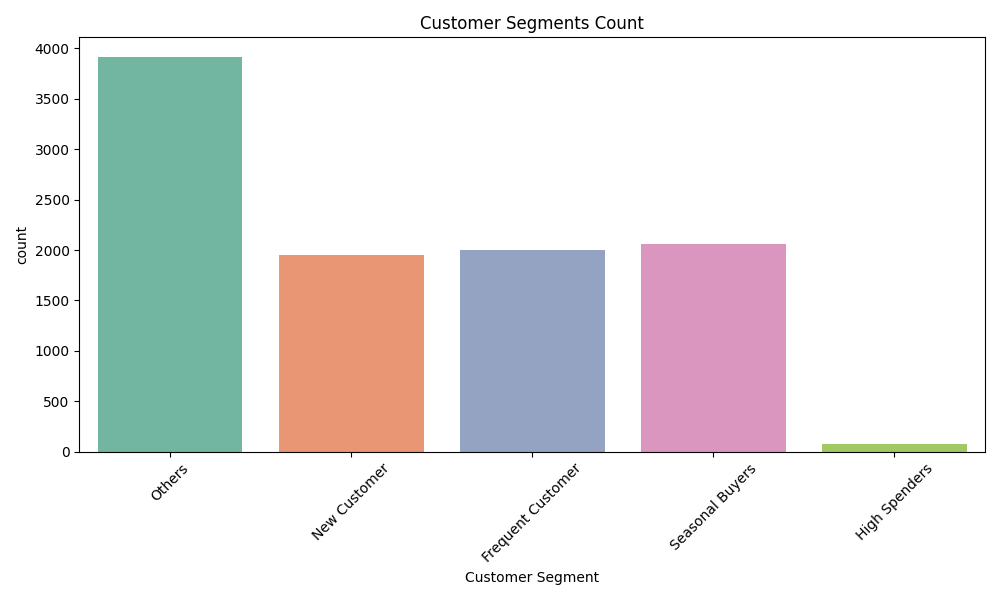 Customer Segments Count
count
4000
3500
3000
2500
2000
1500
1000
500
0
Others
New Customer
Frequent Customer
Seasonal Buyers
High Spenders
Customer Segment